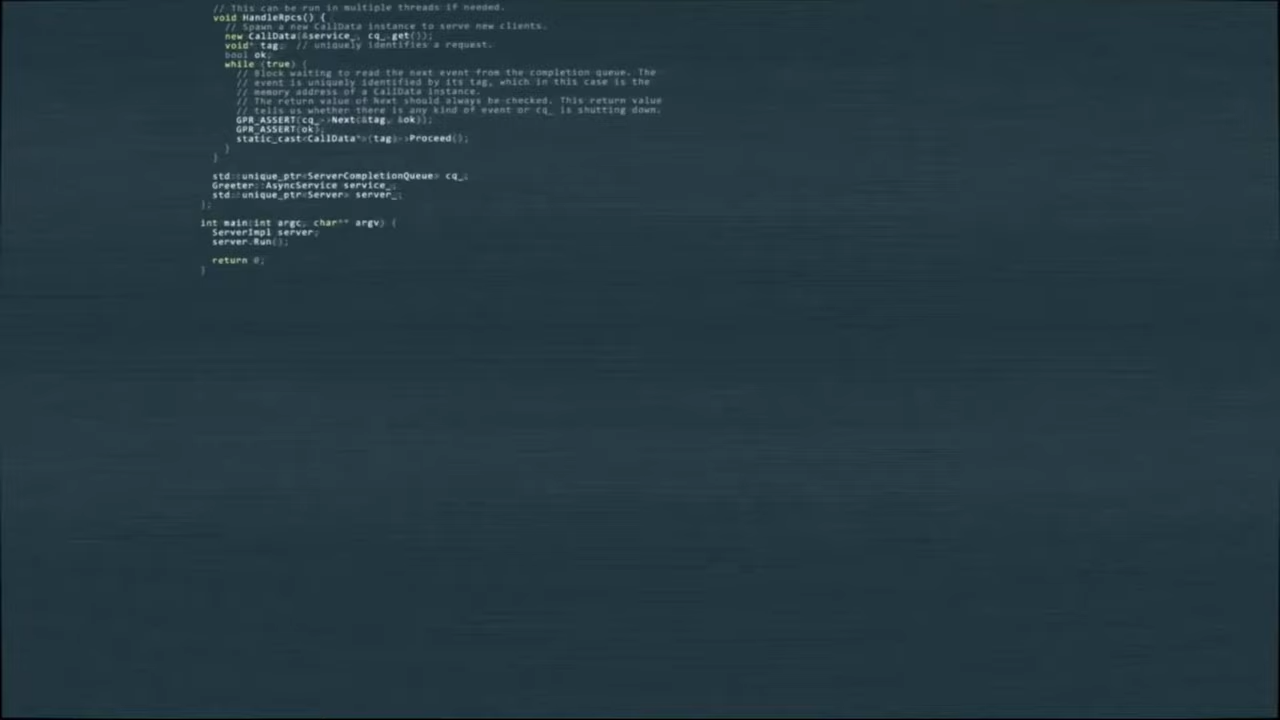 // This can be run in multiple threads if needed.
void HandleRpcs() {
// Spawn a new CallData instance to serve new clients.
new CallData(&service_, cq_.get());
void* tag;  // uniquely identifies a request.
bool ok;
while (true) {
// Block waiting to read the next event from the completion queue. The
// event is uniquely identified by its tag, which in this case is the
// memory address of a CallData instance.
// The return value of Next should always be checked. This return value
// tells us whether there is any kind of event or cq_ is shutting down.
GPR_ASSERT(cq_->Next(&tag, &ok));
GPR_ASSERT(ok);
static_cast<CallData*>(tag)->Proceed();
}
}
std::unique_ptr<ServerCompletionQueue> cq_;
Greeter::AsyncService service_;
std::unique_ptr<Server> server_;
};
int main(int argc, char** argv) {
ServerImpl server;
server.Run();
return 0;
}